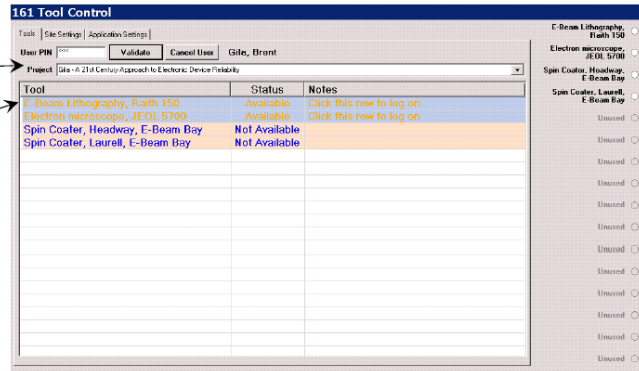 161 Tool Control
Tools Site Settings Application Settings
User PIN *** Validate Cancel User Gila, Brent
Project Gila - A 21st Century Approach to Electronic Device Reliability
Tool Status Notes
E-Beam Lithography, Raith 150 Available Click this row to log on
Electron microscope, JEOL 5700 Available Click this row to log on
Spin Coater, Headway, E-Beam Bay Not Available
Spin Coater, Laurell, E-Beam Bay Not Available
E-Beam Lithography,
Raith 150
Electron microscope,
JEOL 5700
Spin Coater, Headway,
E-Beam Bay
Spin Coater, Laurell,
E-Beam Bay
Unused
Unused
Unused
Unused
Unused
Unused
Unused
Unused
Unused
Unused
Unused
Unused